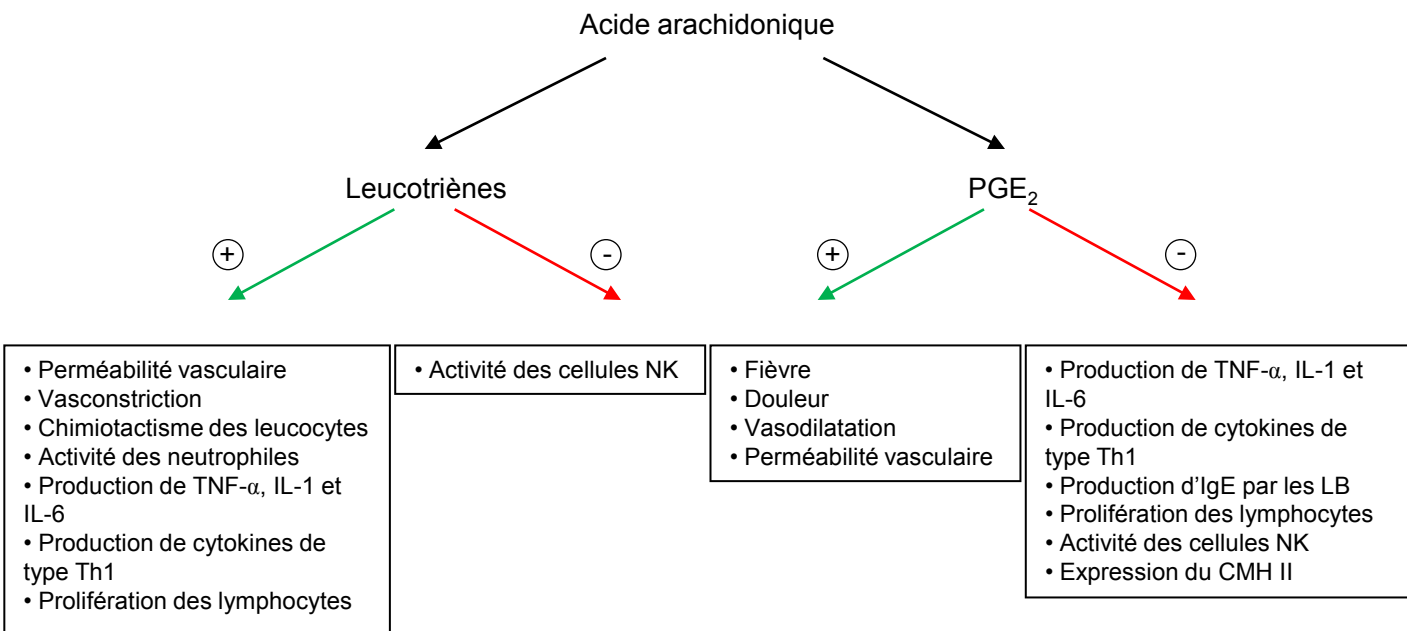 Acide arachidonique
Leucotriènes
PGE2
+
-
+
-
• Perméabilité vasculaire
• Vasconstriction
• Chimiotactisme des leucocytes
• Activité des neutrophiles
• Production de TNF-α, IL-1 et
IL-6
• Production de cytokines de
type Th1
• Prolifération des lymphocytes
• Activité des cellules NK
• Fièvre
• Douleur
• Vasodilatation
• Perméabilité vasculaire
• Production de TNF-α, IL-1 et
IL-6
• Production de cytokines de
type Th1
• Production d'IgE par les LB
• Prolifération des lymphocytes
• Activité des cellules NK
• Expression du CMH II